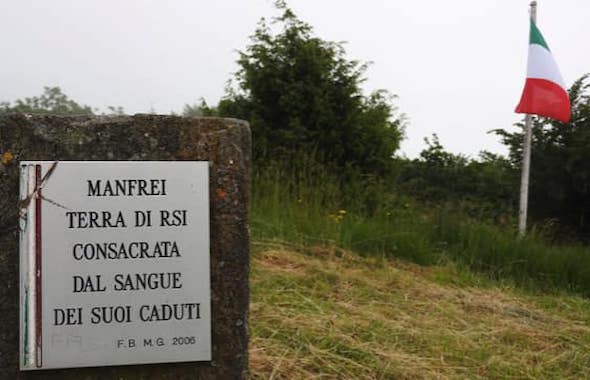 MANFREI
TERRA DI RSI
CONSACRATA
DAL SANGUE
DEI SUOI CADUTI
F.B. M.G. 2006